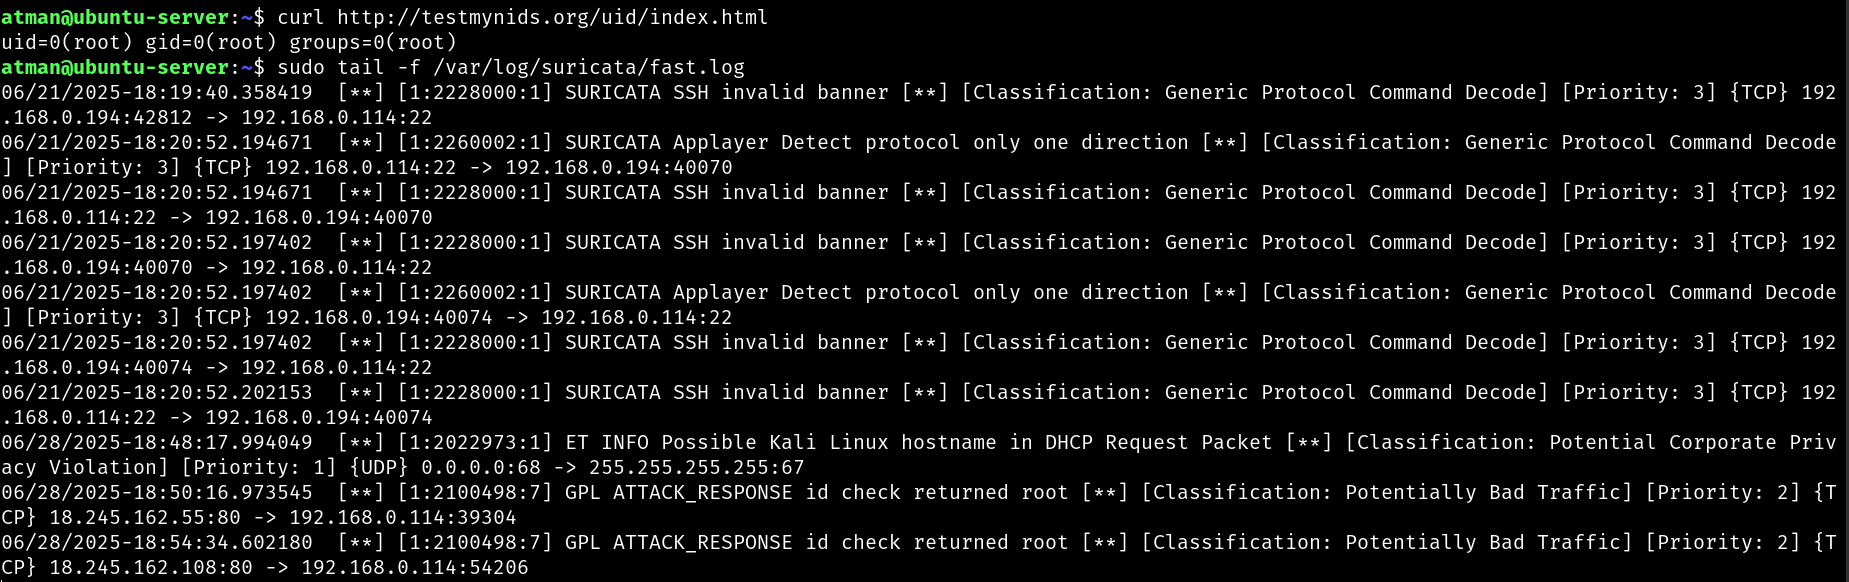 atman@ubuntu-server:~$ curl http://testmynids.org/uid/index.html
uid=0(root) gid=0(root) groups=0(root)
atman@ubuntu-server:~$ sudo tail -f /var/log/suricata/fast.log
06/21/2025-18:19:40.358419  [**] [1:2228000:1] SURICATA SSH invalid banner [**] [Classification: Generic Protocol Command Decode] [Priority: 3] {TCP} 192
.168.0.194:42812 -> 192.168.0.114:22
06/21/2025-18:20:52.194671  [**] [1:2260002:1] SURICATA Applayer Detect protocol only one direction [**] [Classification: Generic Protocol Command Decode
] [Priority: 3] {TCP} 192.168.0.114:22 -> 192.168.0.194:40070
06/21/2025-18:20:52.194671  [**] [1:2228000:1] SURICATA SSH invalid banner [**] [Classification: Generic Protocol Command Decode] [Priority: 3] {TCP} 192
.168.0.114:22 -> 192.168.0.194:40070
06/21/2025-18:20:52.197402  [**] [1:2228000:1] SURICATA SSH invalid banner [**] [Classification: Generic Protocol Command Decode] [Priority: 3] {TCP} 192
.168.0.194:40070 -> 192.168.0.114:22
06/21/2025-18:20:52.197402  [**] [1:2260002:1] SURICATA Applayer Detect protocol only one direction [**] [Classification: Generic Protocol Command Decode
] [Priority: 3] {TCP} 192.168.0.194:40074 -> 192.168.0.114:22
06/21/2025-18:20:52.197402  [**] [1:2228000:1] SURICATA SSH invalid banner [**] [Classification: Generic Protocol Command Decode] [Priority: 3] {TCP} 192
.168.0.194:40074 -> 192.168.0.114:22
06/21/2025-18:20:52.202153  [**] [1:2228000:1] SURICATA SSH invalid banner [**] [Classification: Generic Protocol Command Decode] [Priority: 3] {TCP} 192
.168.0.114:22 -> 192.168.0.194:40074
06/28/2025-18:48:17.994049  [**] [1:2022973:1] ET INFO Possible Kali Linux hostname in DHCP Request Packet [**] [Classification: Potential Corporate Priv
acy Violation] [Priority: 1] {UDP} 0.0.0.0:68 -> 255.255.255.255:67
06/28/2025-18:50:16.973545  [**] [1:2100498:7] GPL ATTACK_RESPONSE id check returned root [**] [Classification: Potentially Bad Traffic] [Priority: 2] {T
CP} 18.245.162.55:80 -> 192.168.0.114:39304
06/28/2025-18:54:34.602180  [**] [1:2100498:7] GPL ATTACK_RESPONSE id check returned root [**] [Classification: Potentially Bad Traffic] [Priority: 2] {T
CP} 18.245.162.108:80 -> 192.168.0.114:54206